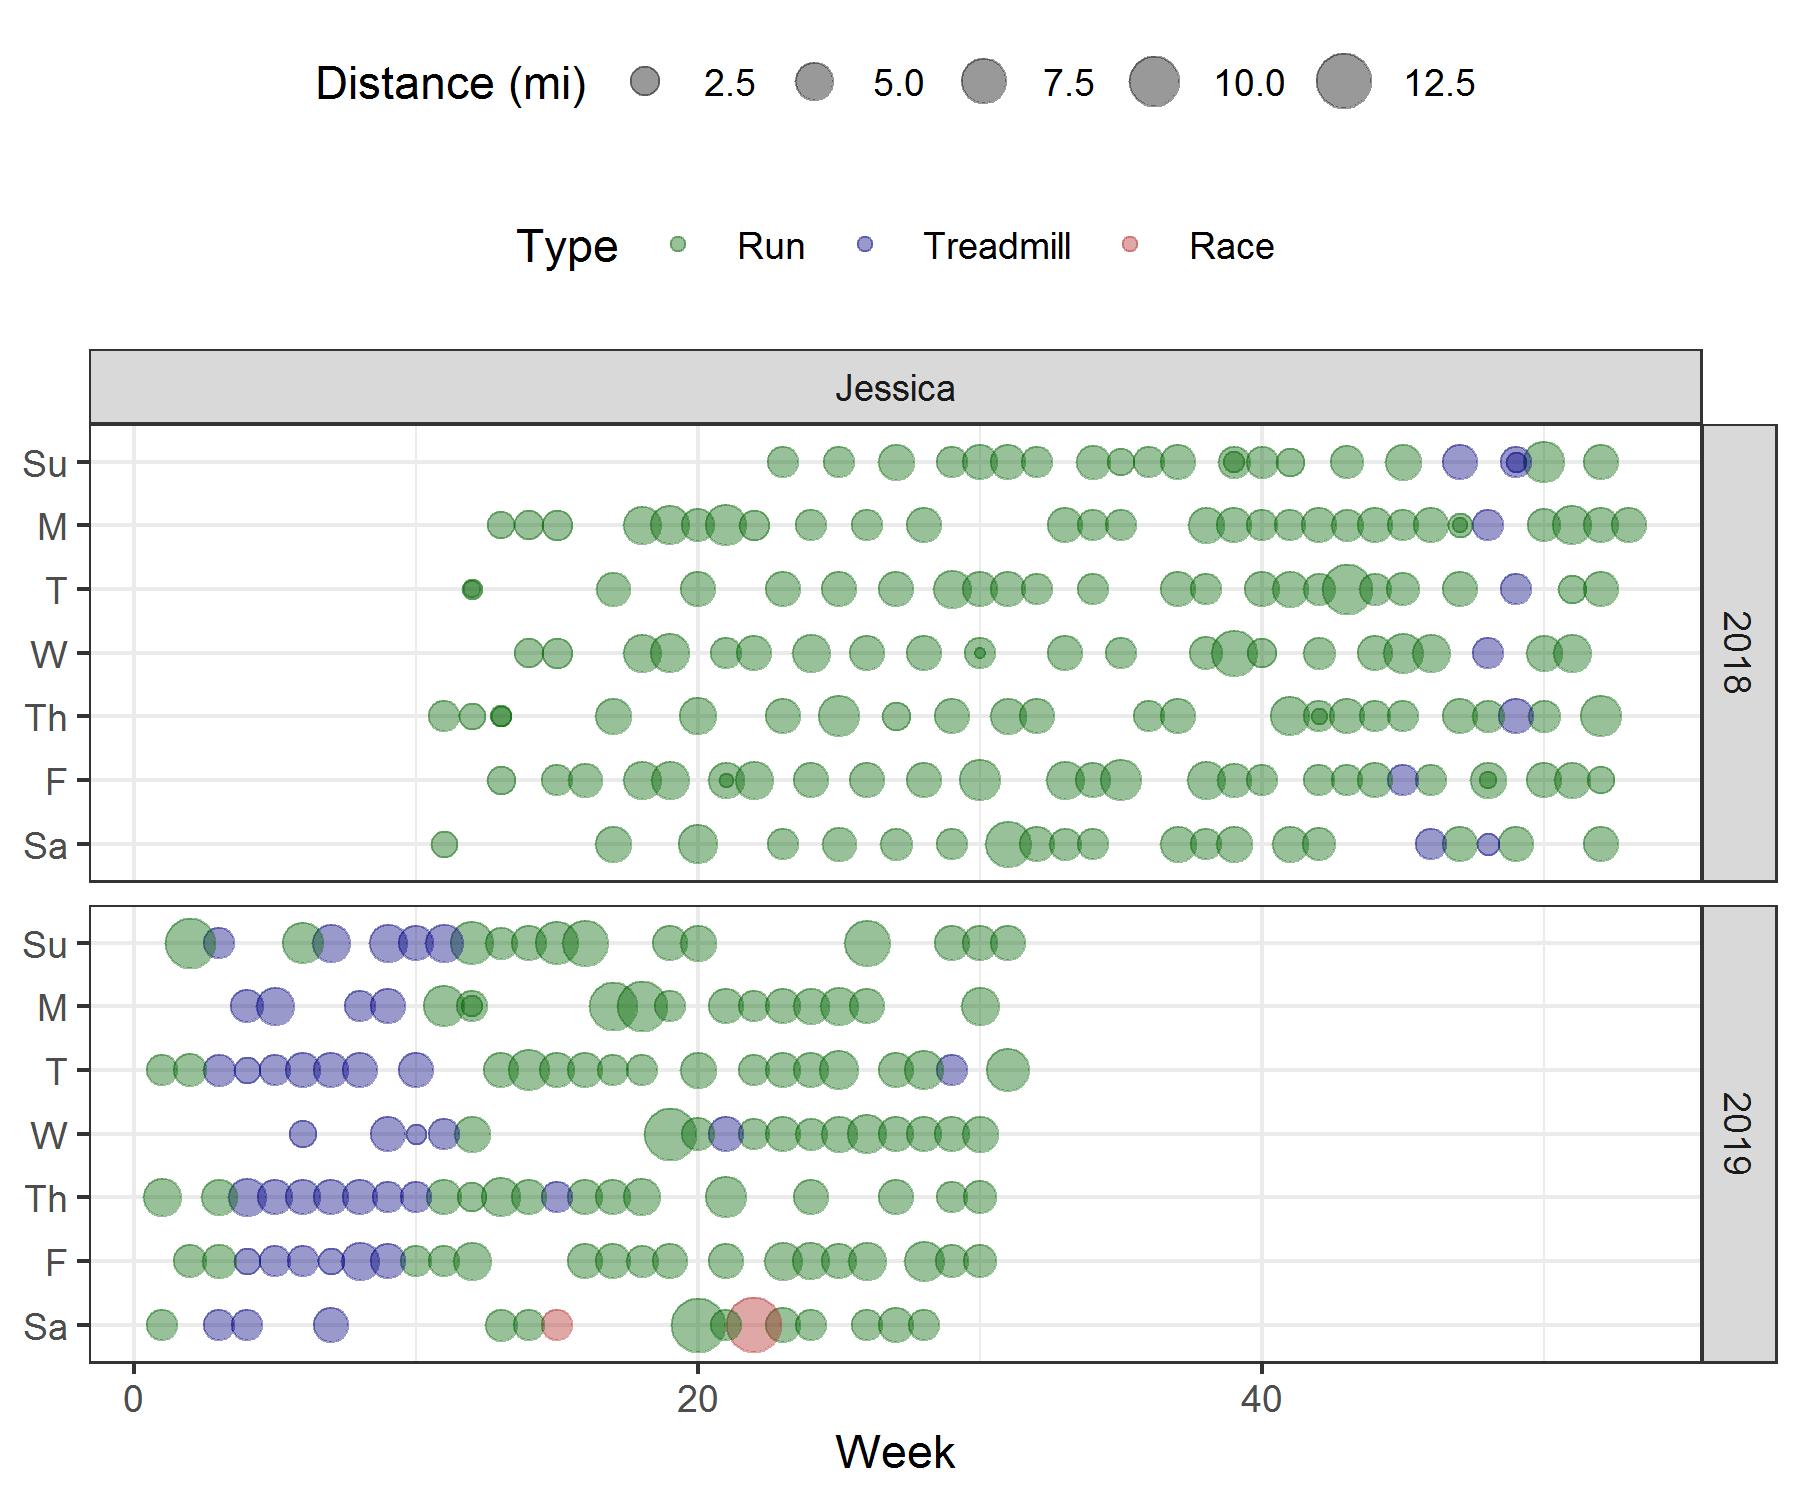 Distance (mi) 2.5 5.0 7.5 10.0 12.5
Type Run Treadmill Race
Jessica
Su
M
T
W
Th
F
Sa
2018
Su
M
T
W
Th
F
Sa
2019
0 20 40
Week